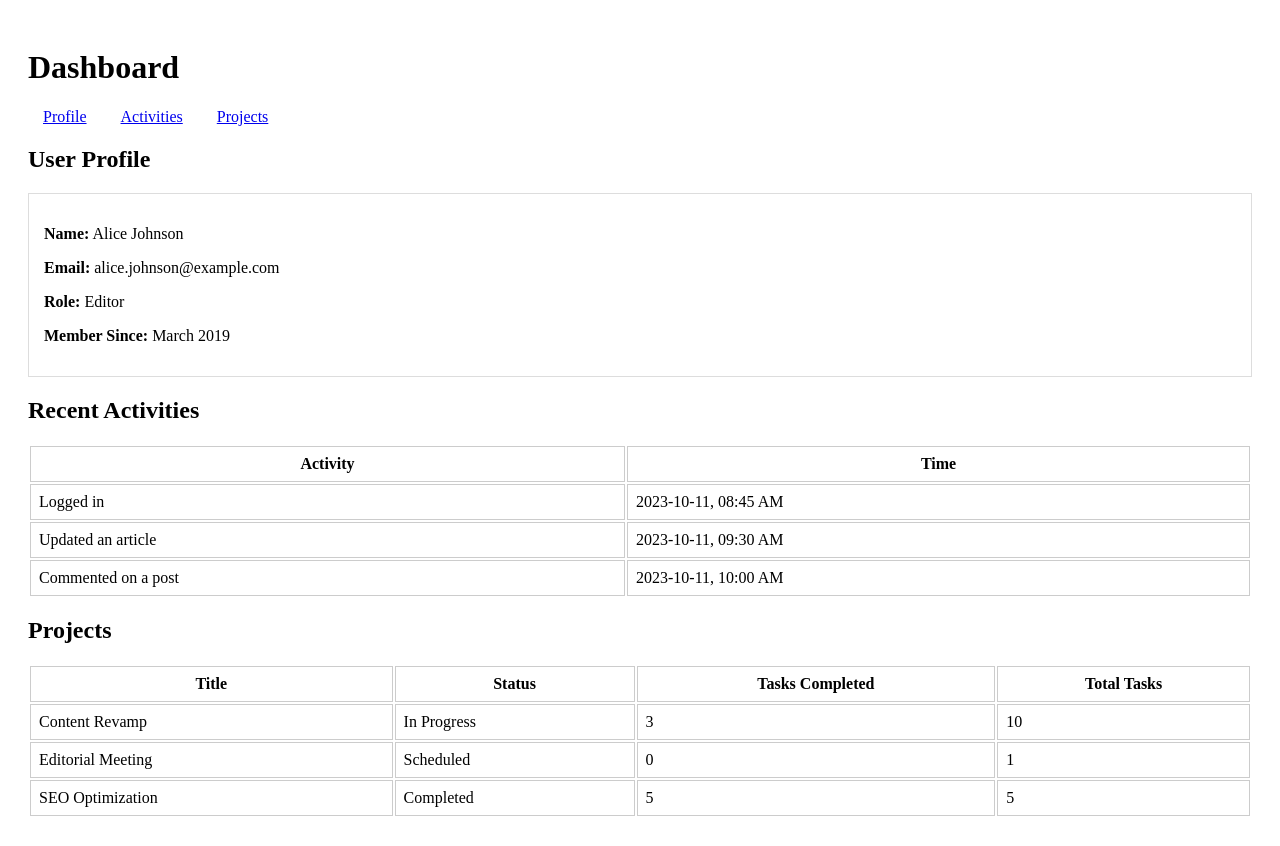 Dashboard
Profile Activities Projects
User Profile
Name: Alice Johnson
Email: alice.johnson@example.com
Role: Editor
Member Since: March 2019
Recent Activities
Activity Time
Logged in 2023-10-11, 08:45 AM
Updated an article 2023-10-11, 09:30 AM
Commented on a post 2023-10-11, 10:00 AM
Projects
Title Status Tasks Completed Total Tasks
Content Revamp In Progress 3 10
Editorial Meeting Scheduled 0 1
SEO Optimization Completed 5 5